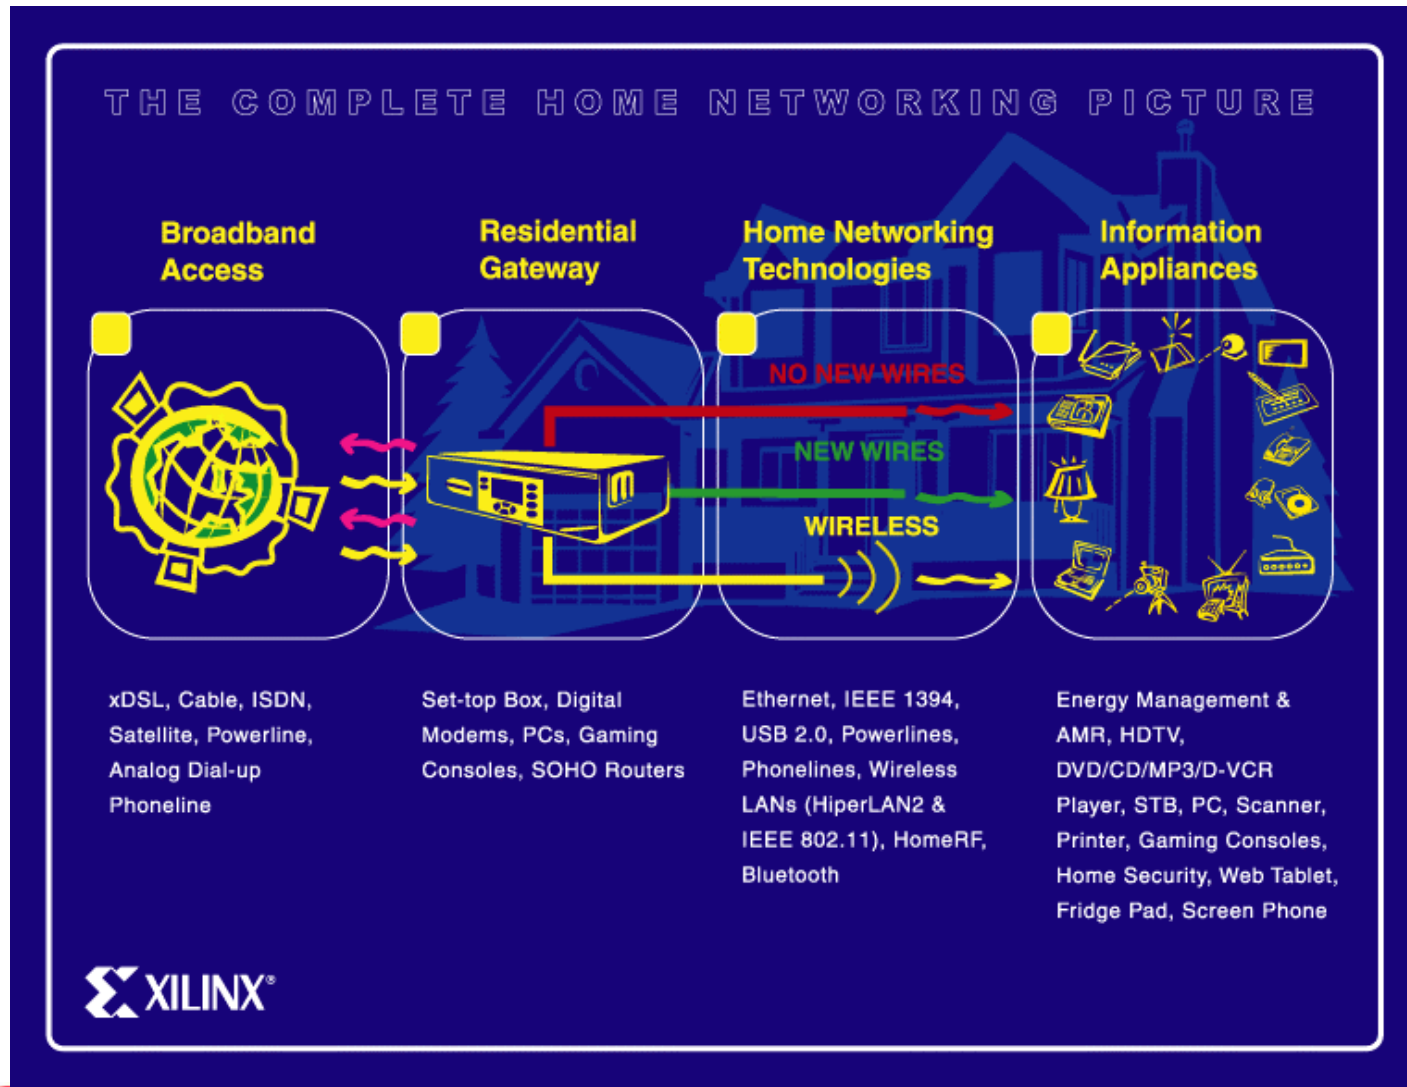 THE COMPLETE HOME NETWORKING PICTURE
Broadband
Access
Residential
Gateway
Home Networking
Technologies
Information
Appliances
NO NEW WIRES
NEW WIRES
WIRELESS
xDSL, Cable, ISDN,
Satellite, Powerline,
Analog Dial-up
Phoneline
Set-top Box, Digital
Modems, PCs, Gaming
Consoles, SOHO Routers
Ethernet, IEEE 1394,
USB 2.0, Powerlines,
Phonelines, Wireless
LANs (HiperLAN2 &
IEEE 802.11), HomeRF,
Bluetooth
Energy Management &
AMR, HDTV,
DVD/CD/MP3/D-VCR
Player, STB, PC, Scanner,
Printer, Gaming Consoles,
Home Security, Web Tablet,
Fridge Pad, Screen Phone
XILINX®